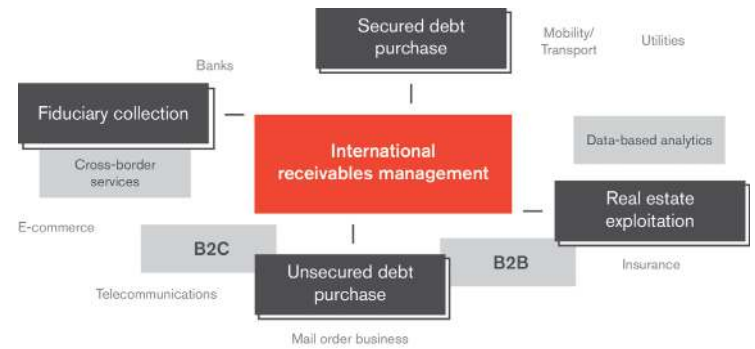 Secured debt
purchase
Mobility/
Transport
Utilities
Banks
Fiduciary collection
International
receivables management
Data-based analytics
Cross-border
services
Real estate
exploitation
E-commerce
B2C
Unsecured debt
purchase
B2B
Insurance
Telecommunications
Mail order business